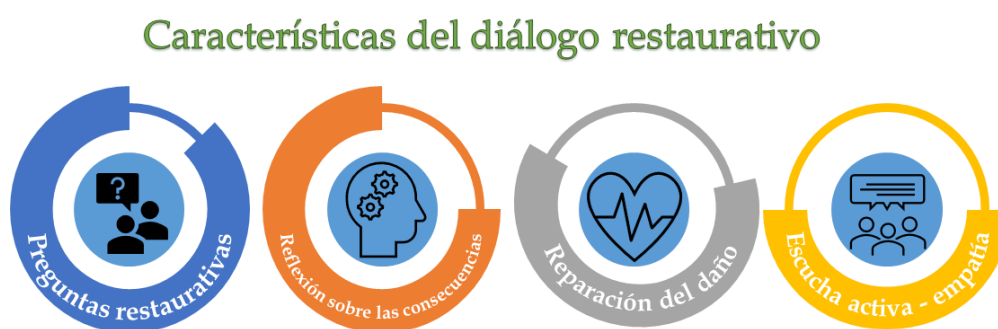 Características del diálogo restaurativo
?
Preguntas restaurativas
Reflexión sobre las consecuencias
Reparación del daño
Escucha activa - empatía